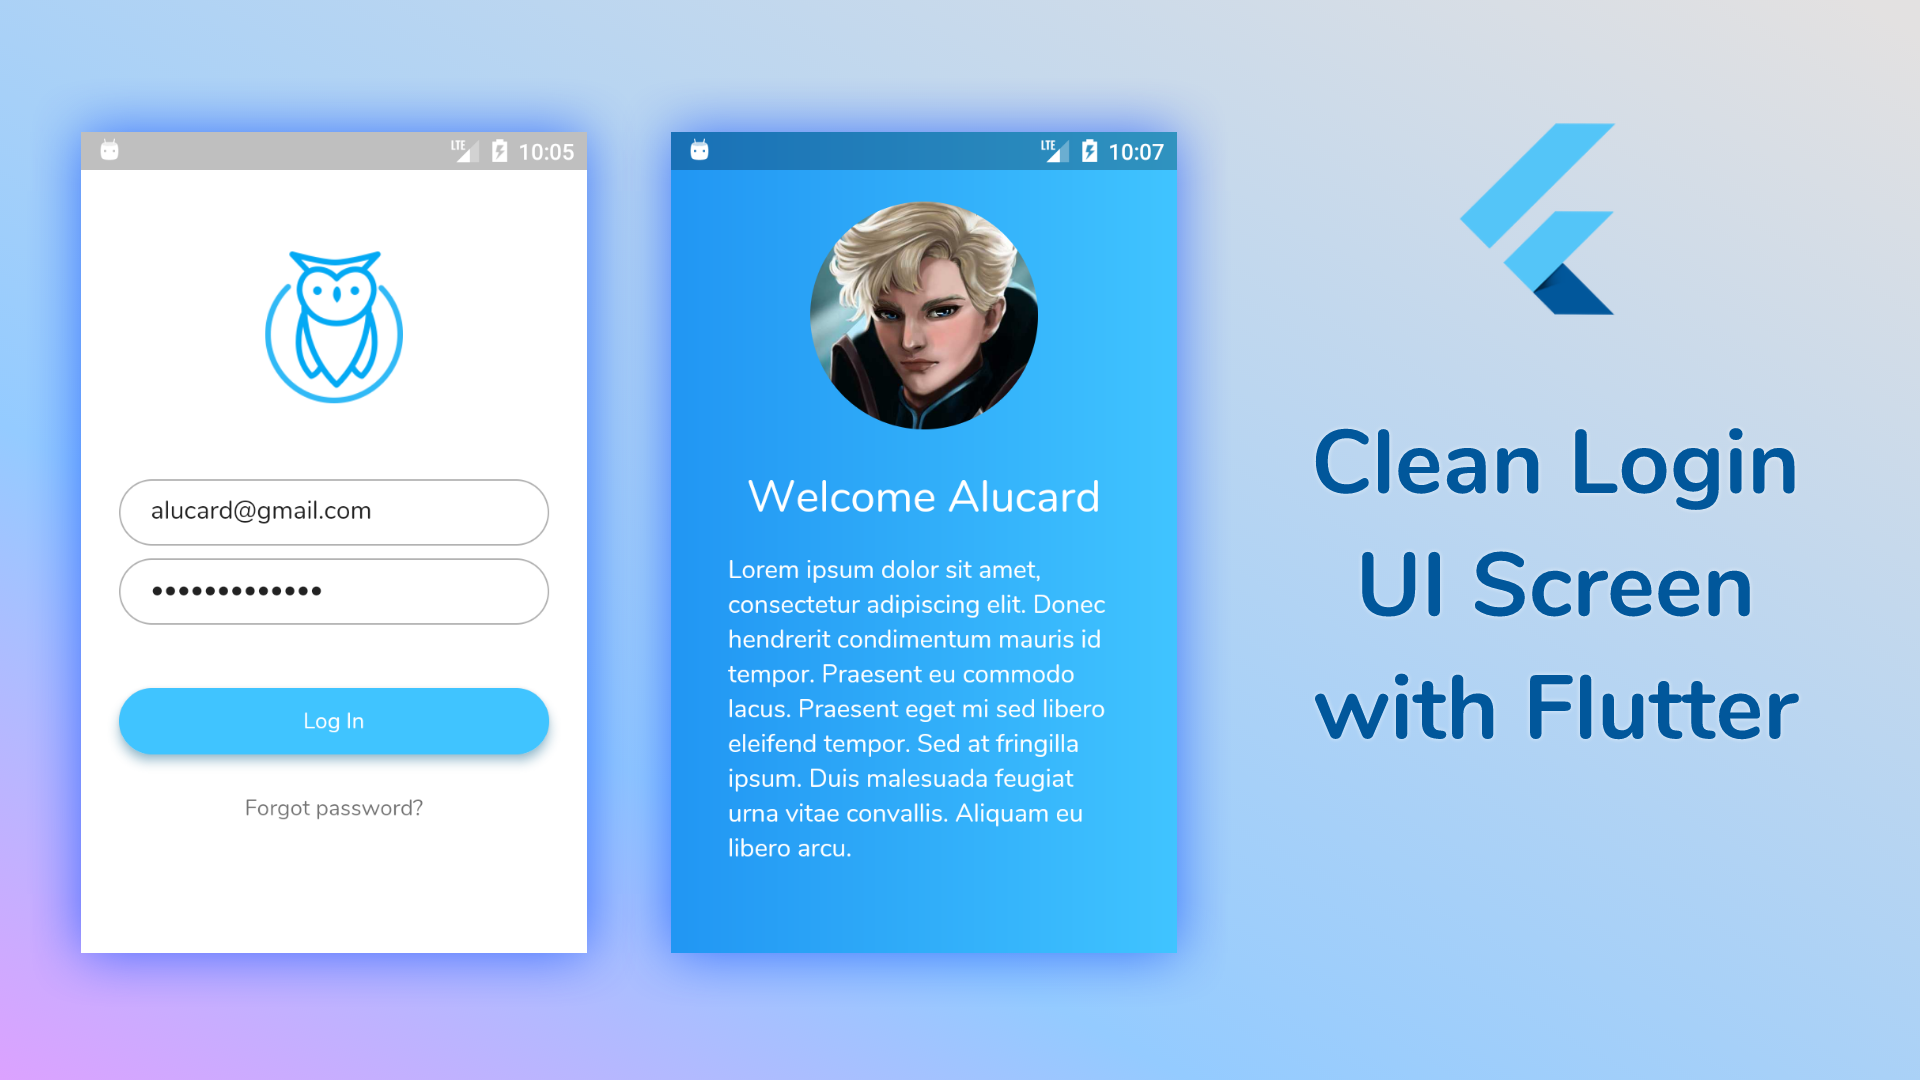 LTE 10:05
alucard@gmail.com
•••••••••••••
Log In
Forgot password?
LTE 10:07
Welcome Alucard
Lorem ipsum dolor sit amet,
consectetur adipiscing elit. Donec
hendrerit condimentum mauris id
tempor. Praesent eu commodo
lacus. Praesent eget mi sed libero
eleifend tempor. Sed at fringilla
ipsum. Duis malesuada feugiat
urna vitae convallis. Aliquam eu
libero arcu.
Clean Login
UI Screen
with Flutter